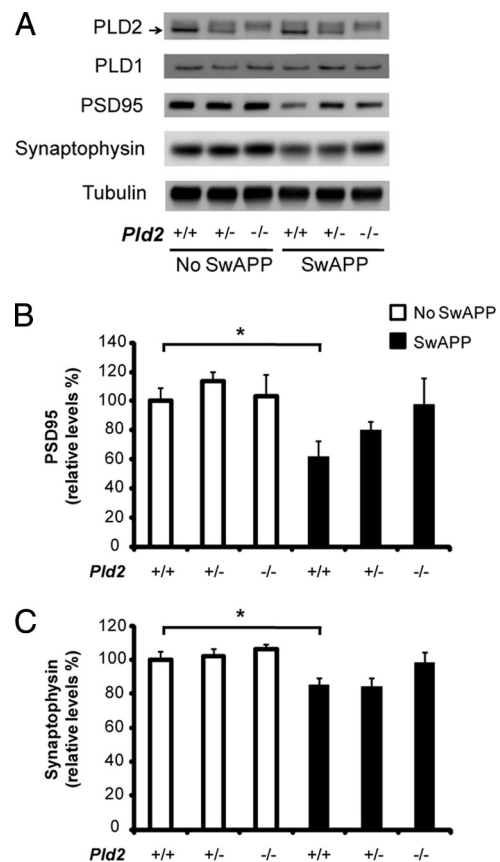 A
PLD2
PLD1
PSD95
Synaptophysin
Tubulin
Pld2 +/+ +/- -/- +/+ +/- -/-
No SwAPP SwAPP
B
No SwAPP
SwAPP
*
140
120
100
80
60
40
20
0
PSD95
(relative levels %)
Pld2 +/+ +/- -/- +/+ +/- -/-
C
*
120
100
80
60
40
20
0
Synaptophysin
(relative levels %)
Pld2 +/+ +/- -/- +/+ +/- -/-